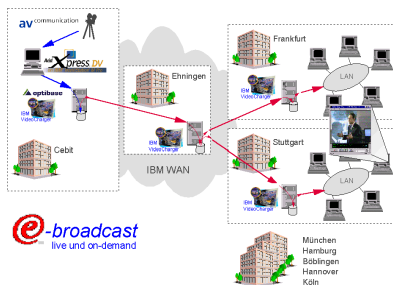 av communication
Xpress DV
optibase
IBM
VideoCharger
Cebit
Ehningen
IBM
VideoCharger
IBM WAN
Frankfurt
IBM
VideoCharger
LAN
Stuttgart
IBM
VideoCharger
LAN
e-broadcast
live und on-demand
München
Hamburg
Böblingen
Hannover
Köln